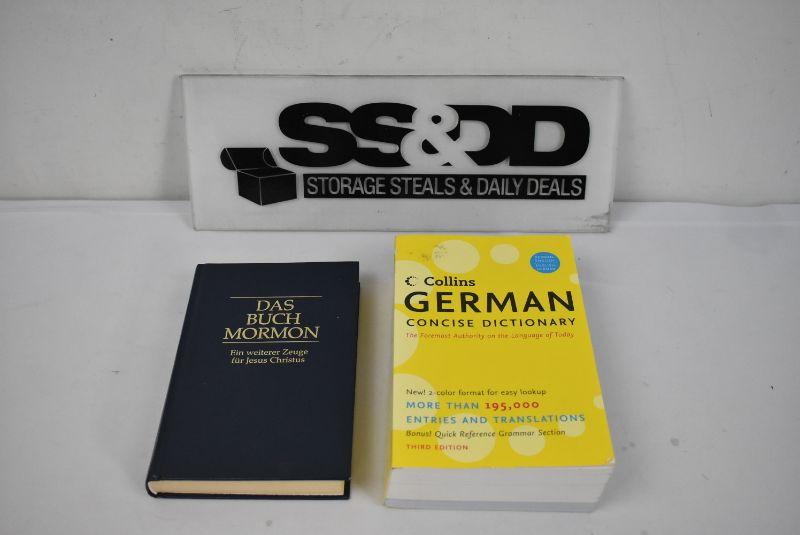 SS&DD
STORAGE STEALS & DAILY DEALS
DAS
BUCH
MORMON
Ein weiterer Zeuge
für Jesus Christus
Collins
GERMAN
CONCISE DICTIONARY
The Foremost Authority on the Language of Today
New! 2-color format for easy lookup
MORE THAN 195,000
ENTRIES AND TRANSLATIONS
Bonus! Quick Reference Grammar Section
THIRD EDITION